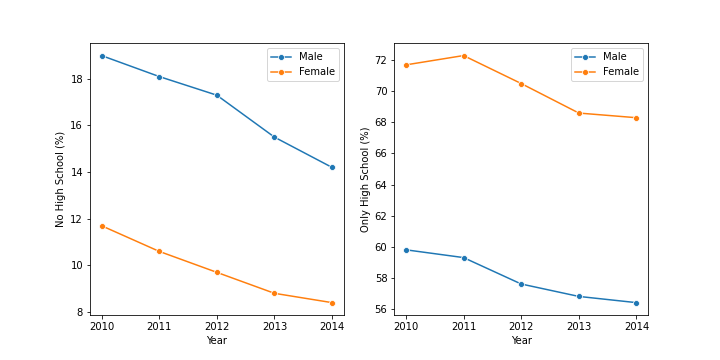 Male
Female
No High School (%)
18
16
14
12
10
8
2010 2011 2012 2013 2014
Year
Male
Female
Only High School (%)
72
70
68
66
64
62
60
58
56
2010 2011 2012 2013 2014
Year